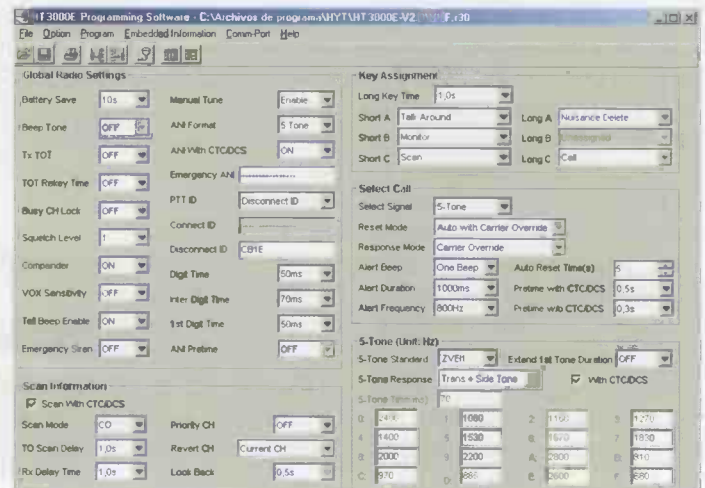 HT3000E Programming Software - C:\Archivos de programa\HYT\HT3000E-V2 F.r30
File Option Program Embedded Information Comm-Port Help
Global Radio Settings
Battery Save 10s
Beep Tone OFF
Tx TOT OFF
TOT Rekey Time OFF
Busy CH Lock OFF
Squelch Level 1
Compander ON
VOX Sensitivity OFF
Tell Beep Enable ON
Emergency Siren OFF
Manual Tune Enable
ANI Format 5 Tone
ANI With CTC/DCS ON
Emergency ANI
PTT ID Disconnect ID
Connect ID
Disconnect ID CB1E
Digit Time 50ms
Inter Digit Time 70ms
1st Digit Time 50ms
ANI Pretime OFF
Scan Information
Scan With CTC/DCS
Scan Mode CO
TO Scan Delay 1,0s
Rx Delay Time 1,0s
Priority CH OFF
Revert CH Current CH
Look Back 0,5s
Key Assignment
Long Key Time 1,0s
Short A Talk Around Long A Nuisance Delete
Short B Monitor Long B Unassigned
Short C Scan Long C Call
Select Call
Select Signal 5-Tone
Reset Mode Auto with Carrier Override
Response Mode Carrier Override
Alert Beep One Beep Auto Reset Time(s) 5
Alert Duration 1000ms Pretime with CTC/DCS 0,5s
Alert Frequency 800Hz Pretime w/o CTC/DCS 0,3s
5-Tone (Unit: Hz)
5-Tone Standard ZVEI1 Extend 1st Tone Duration OFF
5-Tone Response Trans + Side Tone With CTC/DCS
5-Tone Time(ms) 70
0: 2400 1: 1060 2: 1160 3: 1270
4: 1400 5: 1530 6: 1670 7: 1830
8: 2000 9: 2200 A: 2800 B: 810
C: 970 D: 885 E: 2600 F: 680